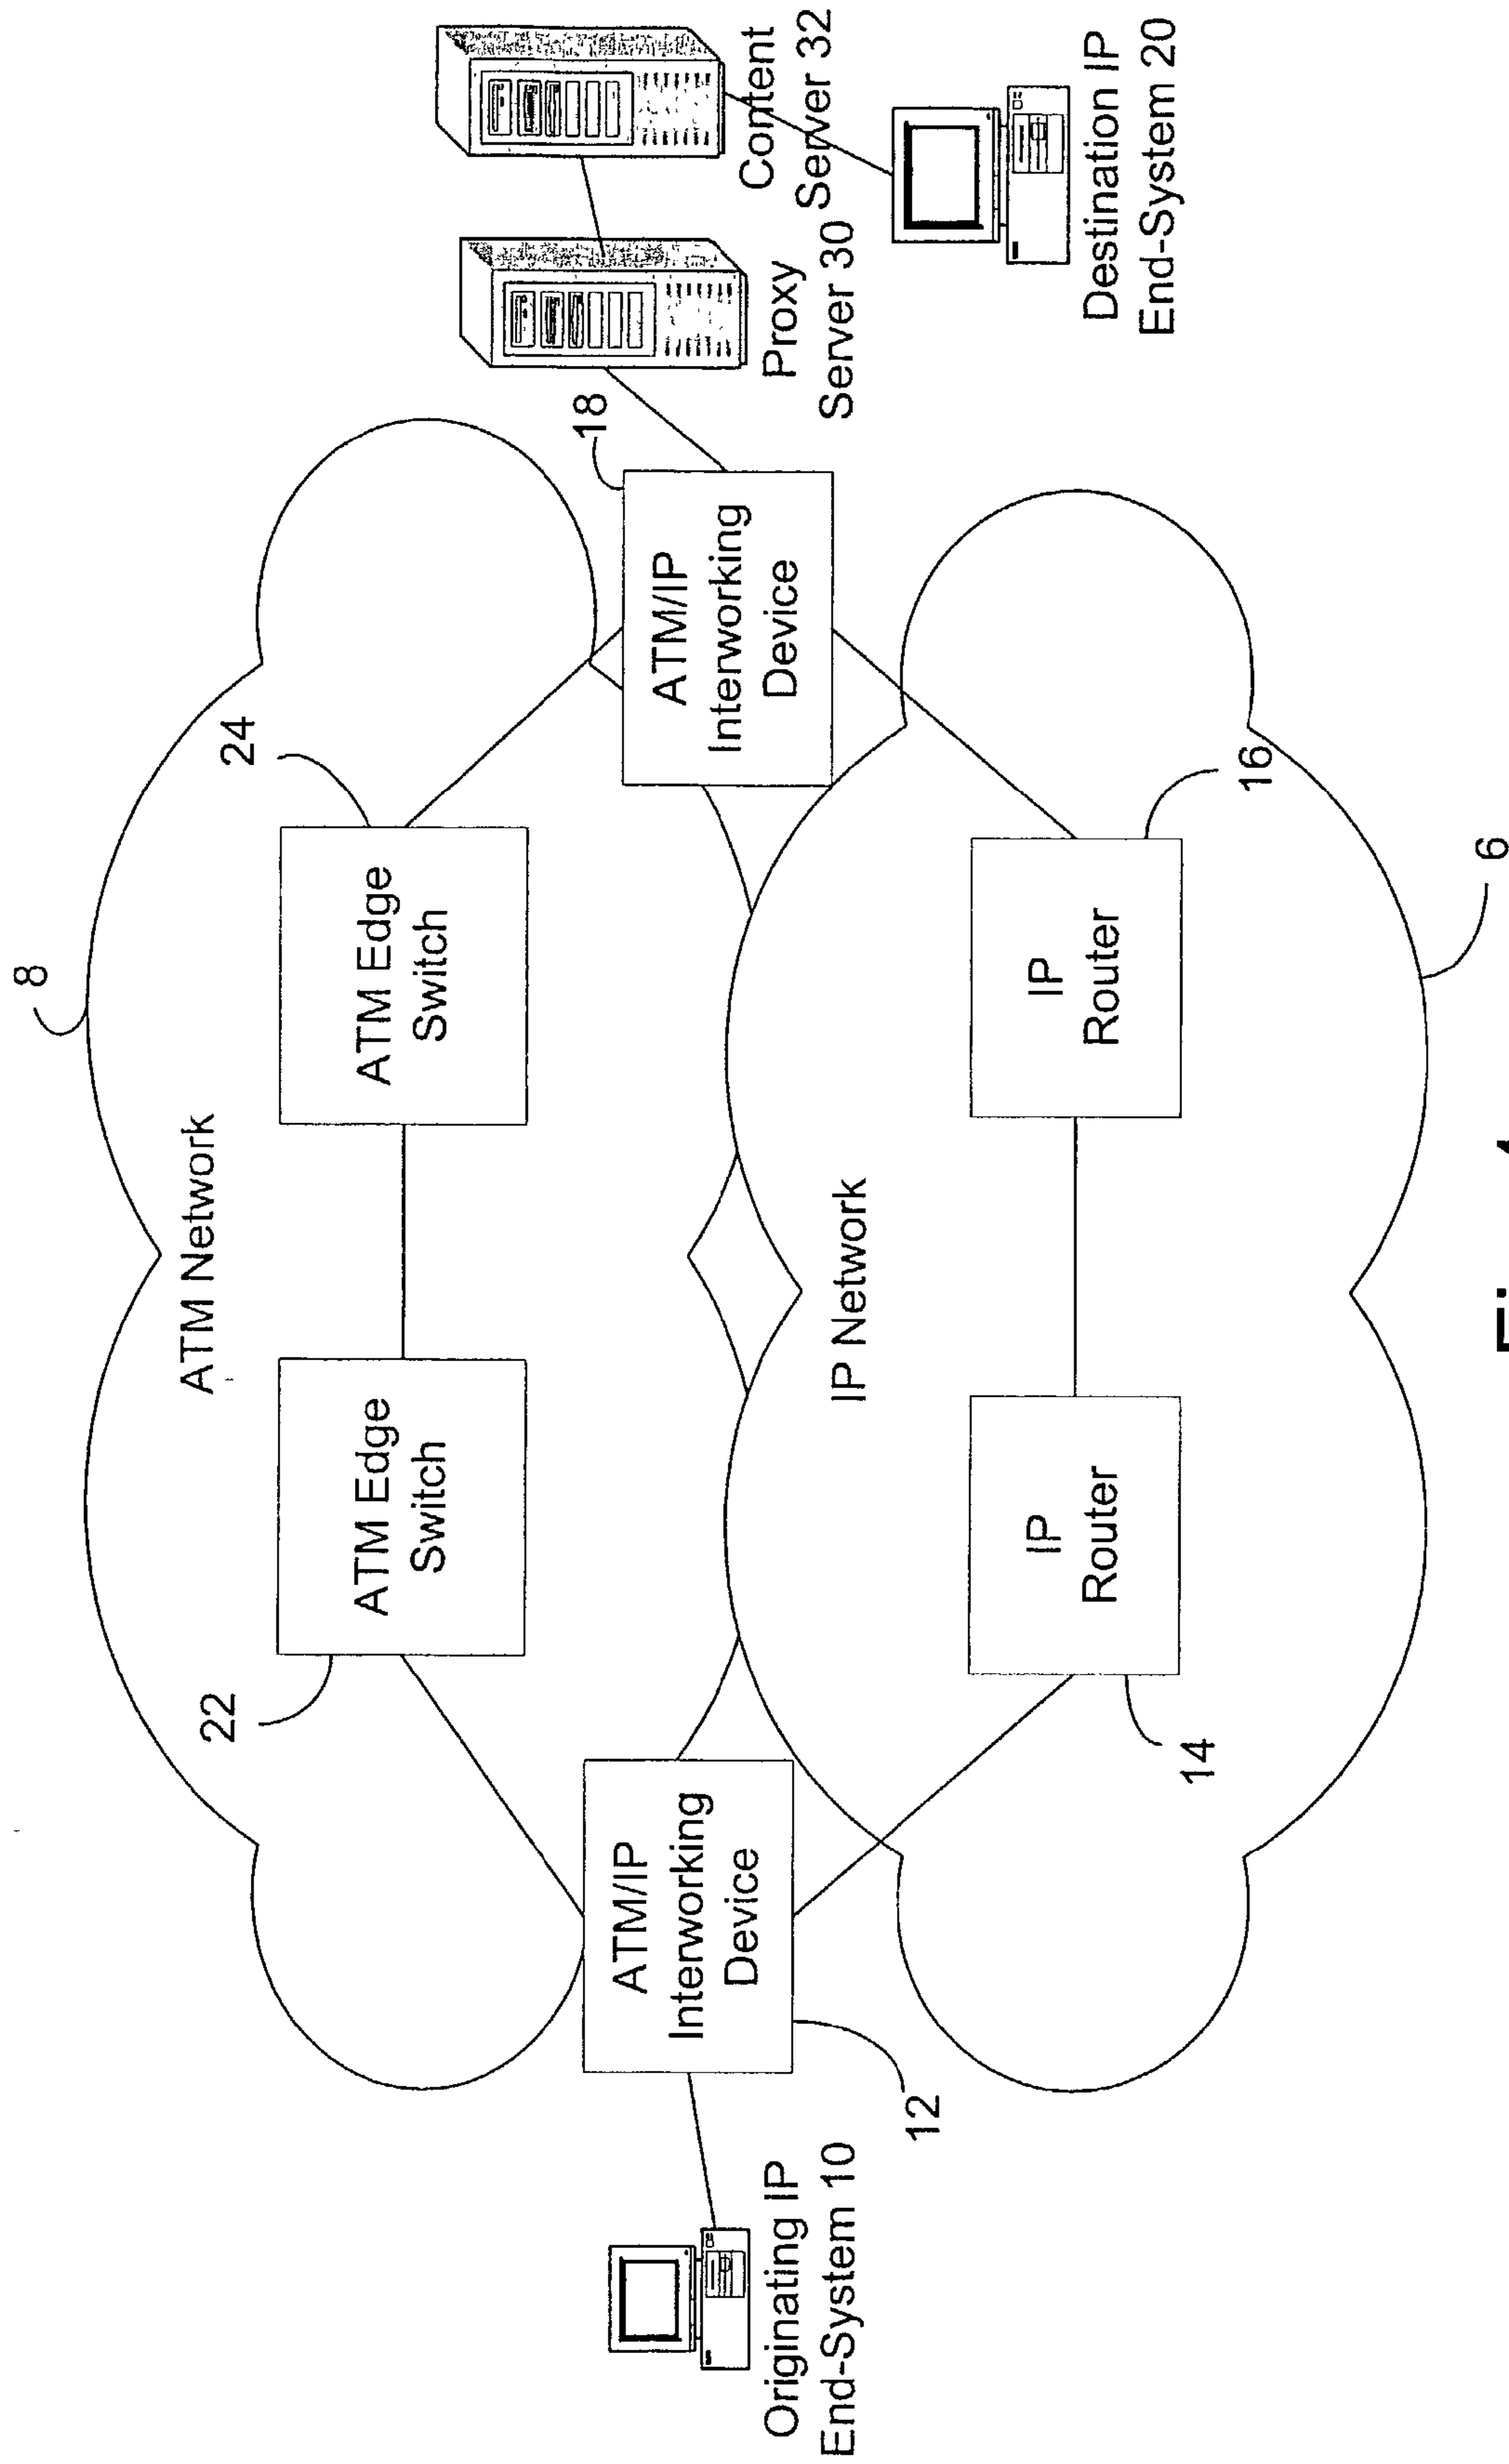 8
ATM Network
22
ATM Edge
Switch
ATM Edge
Switch
24
18
ATM/IP
Interworking
Device
ATM/IP
Interworking
Device
12
Originating IP
End-System 10
Proxy
Server 30
Content
Server 32
Destination IP
End-System 20
IP Network
IP
Router
14
IP
Router
16
6